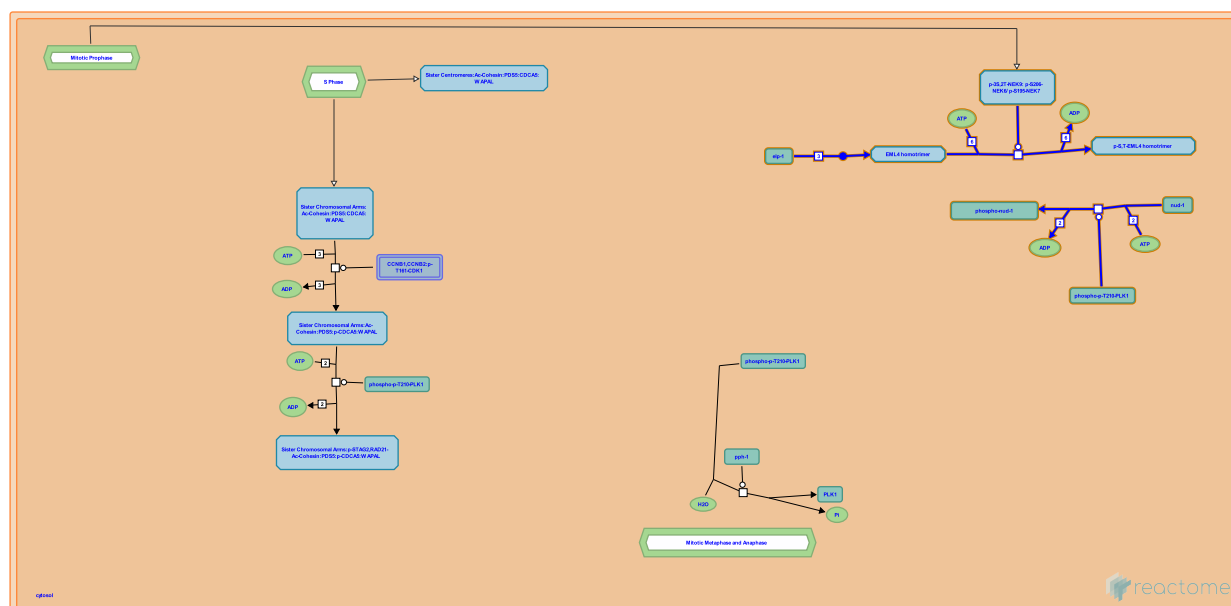 Mitotic Prophase
S Phase
Sister Centromeres:Ac-Cohesin:PDS5:CDCA5:
WAPAL
p-3S,2T-NEK9: p-S206-
NEK6/ p-S195-NEK7
ATP
ADP
6
6
elp-1
3
EML4 homotrimer
p-S,T-EML4 homotrimer
Sister Chromosomal Arms:
Ac-Cohesin:PDS5:CDCA5:
WAPAL
phospho-nud-1
nud-1
2
2
ADP
ATP
ATP
3
CCNB1,CCNB2:p-
T161-CDK1
ADP
3
phospho-p-T210-PLK1
Sister Chromosomal Arms:Ac-
Cohesin:PDS5:p-CDCA5:WAPAL
ATP
2
phospho-p-T210-PLK1
phospho-p-T210-PLK1
ADP
2
Sister Chromosomal Arms:p-STAG2,RAD21-
Ac-Cohesin:PDS5:p-CDCA5:WAPAL
pph-1
H2O
PLK1
Pi
Mitotic Metaphase and Anaphase
cytosol
reactome